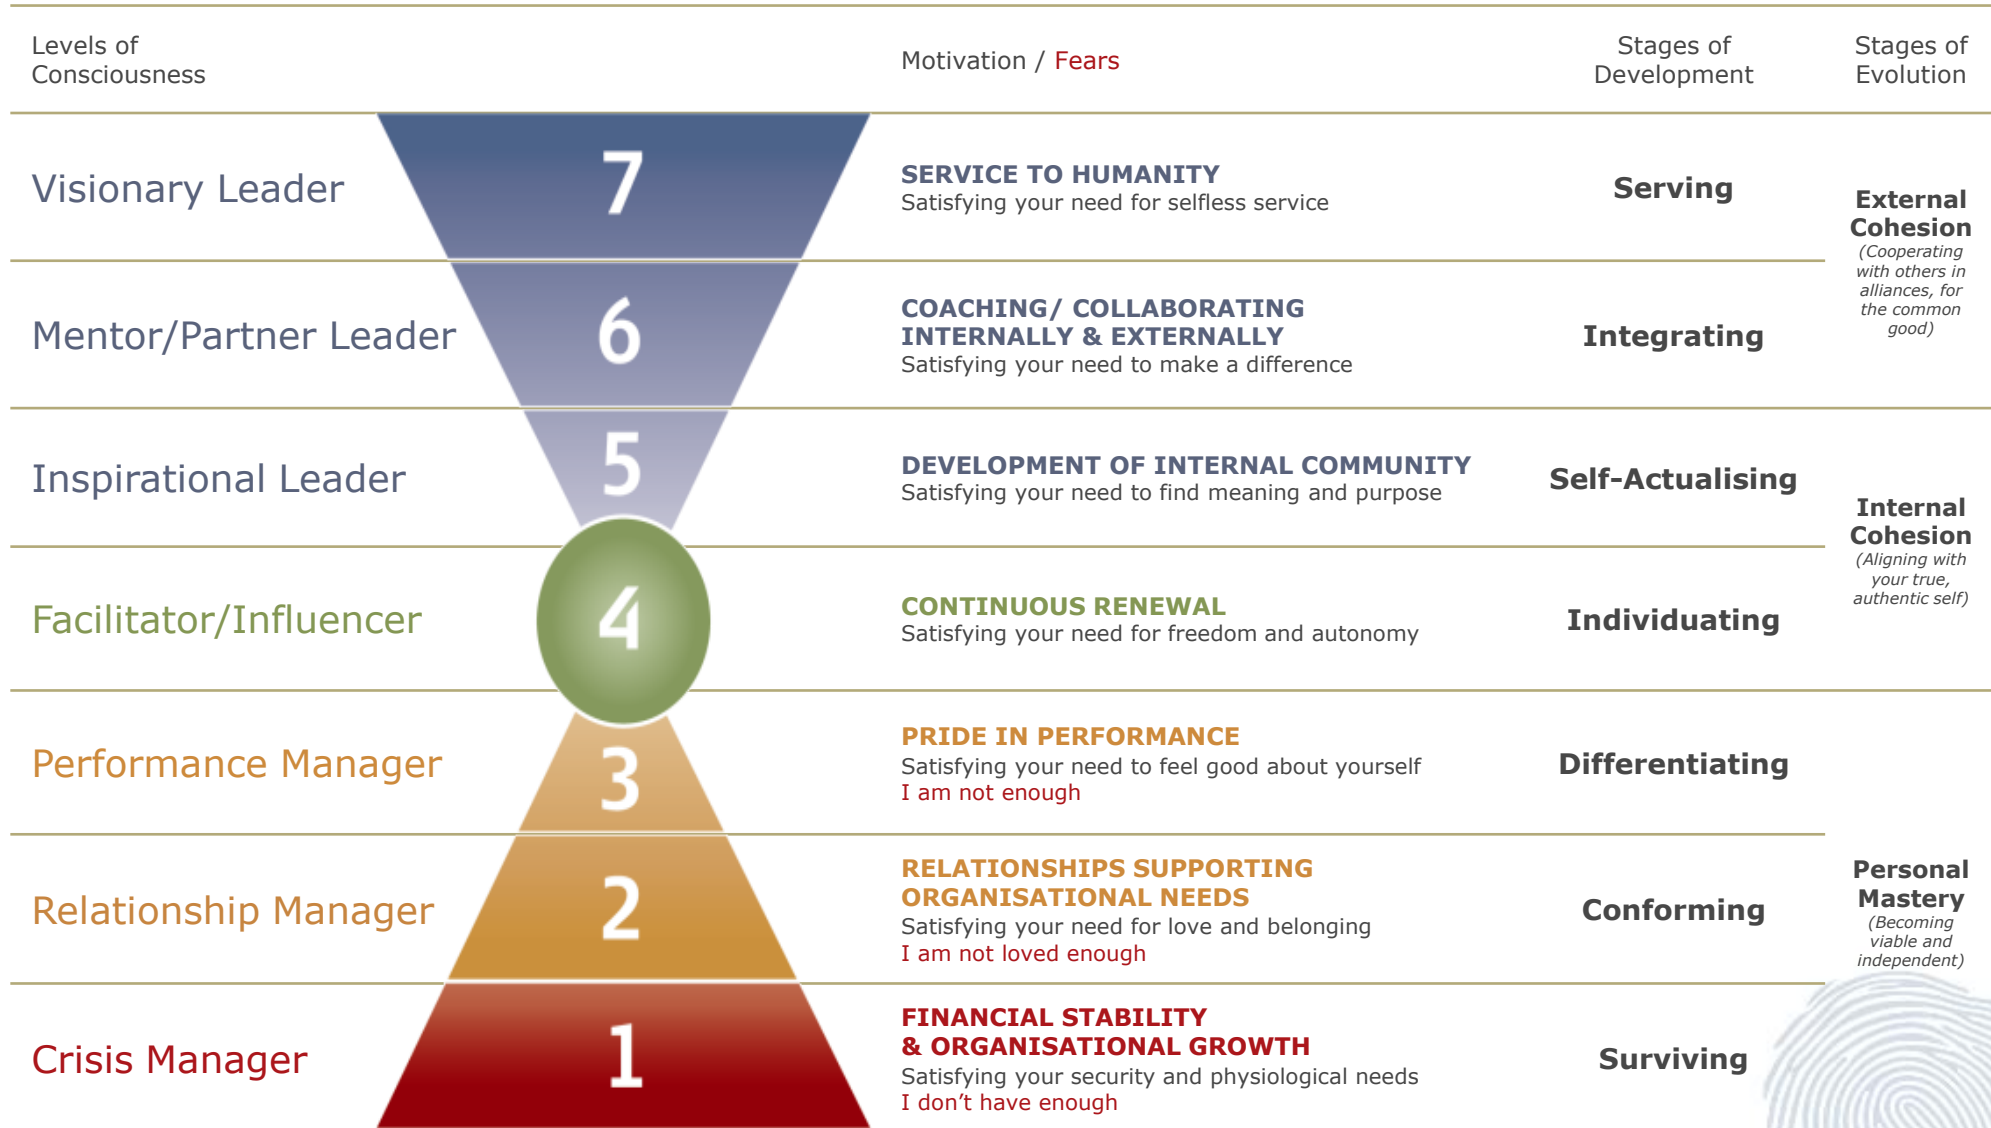 Levels of
Consciousness
Motivation / Fears
Stages of
Development
Stages of
Evolution
Visionary Leader
7
SERVICE TO HUMANITY
Satisfying your need for selfless service
Serving
External
Cohesion
(Cooperating
with others in
alliances, for
the common
good)
Mentor/Partner Leader
6
COACHING/ COLLABORATING
INTERNALLY & EXTERNALLY
Satisfying your need to make a difference
Integrating
Inspirational Leader
5
DEVELOPMENT OF INTERNAL COMMUNITY
Satisfying your need to find meaning and purpose
Self-Actualising
Internal
Cohesion
(Aligning with
your true,
authentic self)
Facilitator/Influencer
4
CONTINUOUS RENEWAL
Satisfying your need for freedom and autonomy
Individuating
Performance Manager
3
PRIDE IN PERFORMANCE
Satisfying your need to feel good about yourself
I am not enough
Differentiating
Relationship Manager
2
RELATIONSHIPS SUPPORTING
ORGANISATIONAL NEEDS
Satisfying your need for love and belonging
I am not loved enough
Conforming
Personal
Mastery
(Becoming
viable and
independent)
Crisis Manager
1
FINANCIAL STABILITY
& ORGANISATIONAL GROWTH
Satisfying your security and physiological needs
I don’t have enough
Surviving